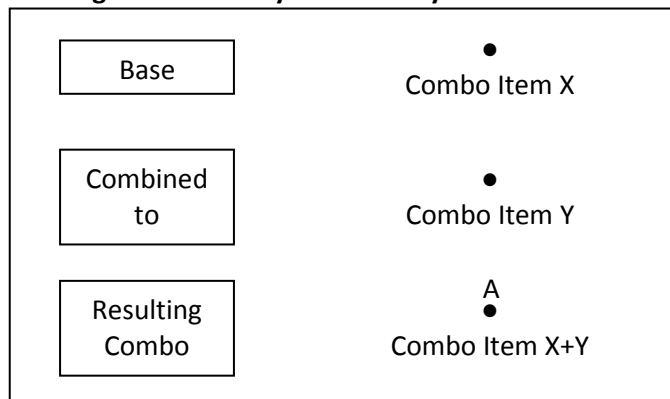 Base
Combo Item X
Combined
to
Combo Item Y
A
Resulting
Combo
Combo Item X+Y